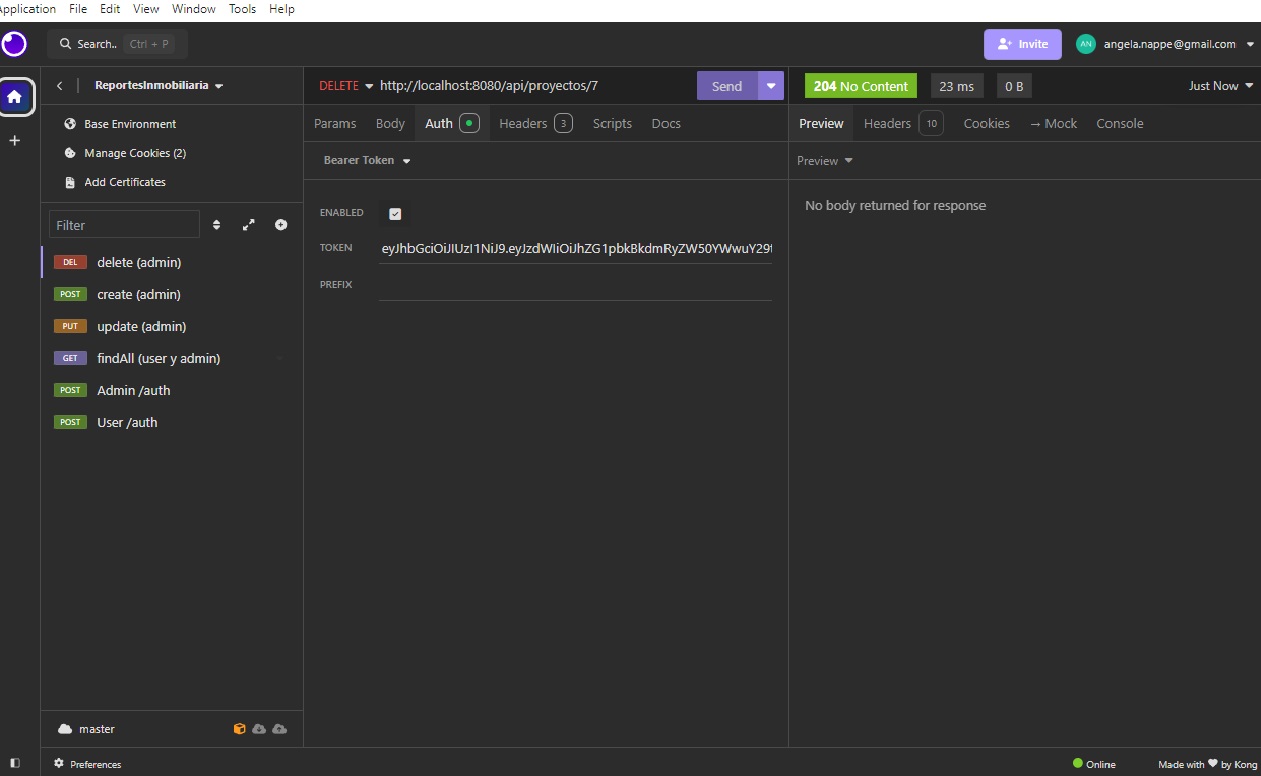 Application File Edit View Window Tools Help
Search.. Ctrl + P
Invite
AN angela.nappe@gmail.com
ReportesInmobiliaria
DELETE http://localhost:8080/api/proyectos/7 Send
204 No Content 23 ms 0 B Just Now
Base Environment
Manage Cookies (2)
Add Certificates
Params Body Auth Headers 3 Scripts Docs
Preview Headers 10 Cookies → Mock Console
Bearer Token
Preview
No body returned for response
ENABLED
TOKEN eyJhbGciOiJIUzI1NiJ9.eyJzdWIiOiJhZG1pbkBkdmRyZW50YWwuY29t
PREFIX
Filter
DEL delete (admin)
POST create (admin)
PUT update (admin)
GET findAll (user y admin)
POST Admin /auth
POST User /auth
master
Preferences
Online Made with ❤ by Kong